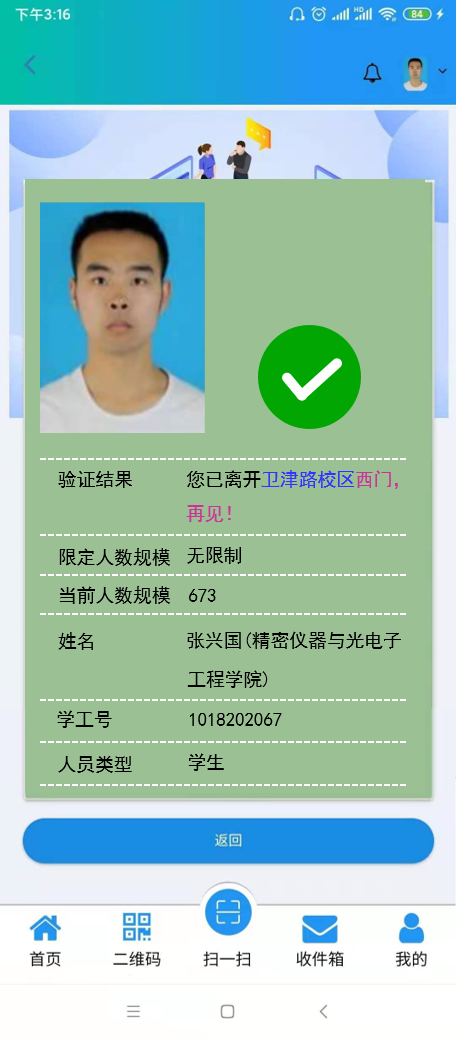 下午3:16
HD
84
验证结果 您已离开卫津路校区西门，
再见！
限定人数规模 无限制
当前人数规模 673
姓名 张兴国(精密仪器与光电子
工程学院)
学工号 1018202067
人员类型 学生
返回
首页 二维码 扫一扫 收件箱 我的